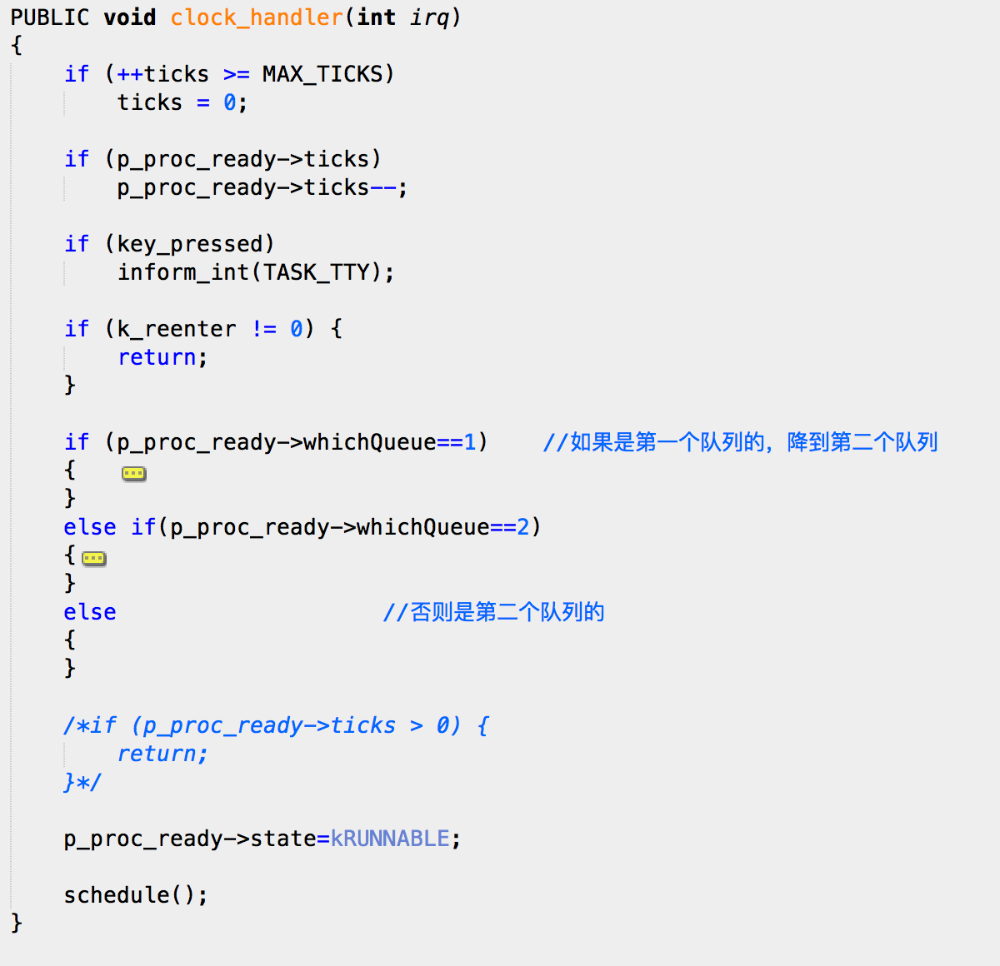 PUBLIC void clock_handler(int irq)
{
    if (++ticks >= MAX_TICKS)
        ticks = 0;

    if (p_proc_ready->ticks)
        p_proc_ready->ticks--;

    if (key_pressed)
        inform_int(TASK_TTY);

    if (k_reenter != 0) {
        return;
    }

    if (p_proc_ready->whichQueue==1)    //如果是第一个队列的，降到第二个队列
    {
    }
    else if(p_proc_ready->whichQueue==2)
    {
    }
    else                    //否则是第二个队列的
    {
    }

    /*if (p_proc_ready->ticks > 0) {
        return;
    }*/

    p_proc_ready->state=kRUNNABLE;

    schedule();
}